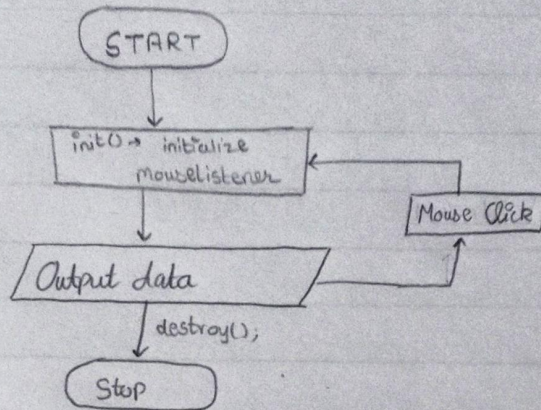 START
init() → initialize
mouselistener
Mouse Click
Output data
destroy();
Stop